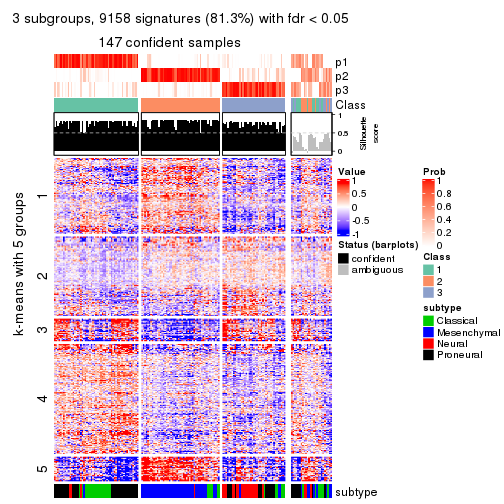 3 subgroups, 9158 signatures (81.3%) with fdr < 0.05
147 confident samples
p1
p2
p3
Class
1
0.5
0
Silhouette
score
k-means with 5 groups
1
2
3
4
5
subtype
Value
1
0.5
0
-0.5
-1
Status (barplots)
confident
ambiguous
Prob
1
0.8
0.6
0.4
0.2
0
Class
1
2
3
subtype
Classical
Mesenchymal
Neural
Proneural